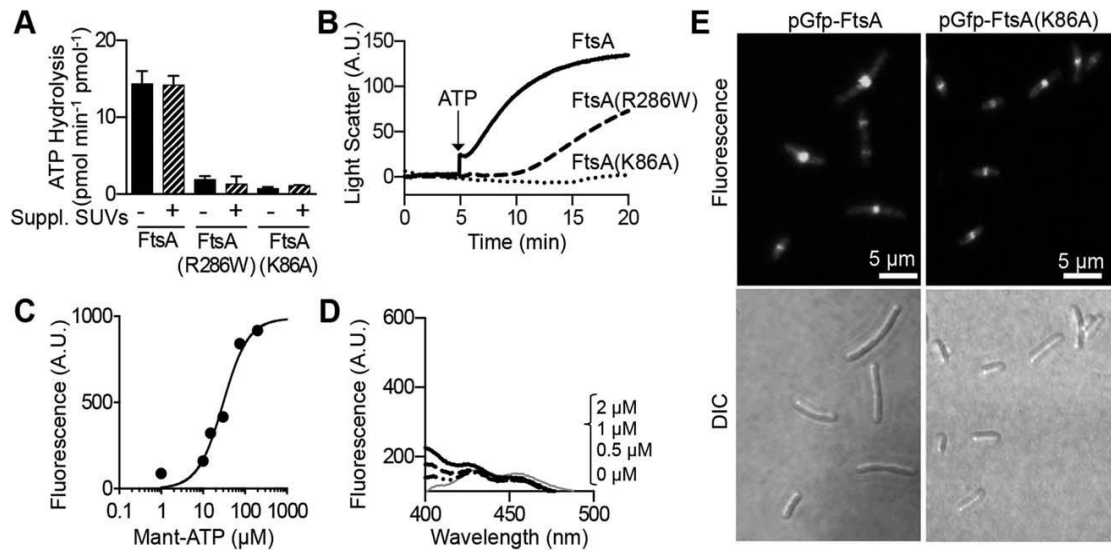 A
ATP Hydrolysis
(pmol min-1 pmol-1)
20
10
0
Suppl. SUVs
- + - + - +
FtsA FtsA FtsA
(R286W) (K86A)
B
Light Scatter (A.U.)
150
100
50
0
ATP
FtsA
FtsA(R286W)
FtsA(K86A)
0 5 10 15 20
Time (min)
C
Fluorescence (A.U.)
1000
500
0
0.1 1 10 100 1000
Mant-ATP (µM)
D
Fluorescence (A.U.)
600
400
200
2 µM
1 µM
0.5 µM
0 µM
400 450 500
Wavelength (nm)
E
pGfp-FtsA pGfp-FtsA(K86A)
Fluorescence
5 µm 5 µm
DIC